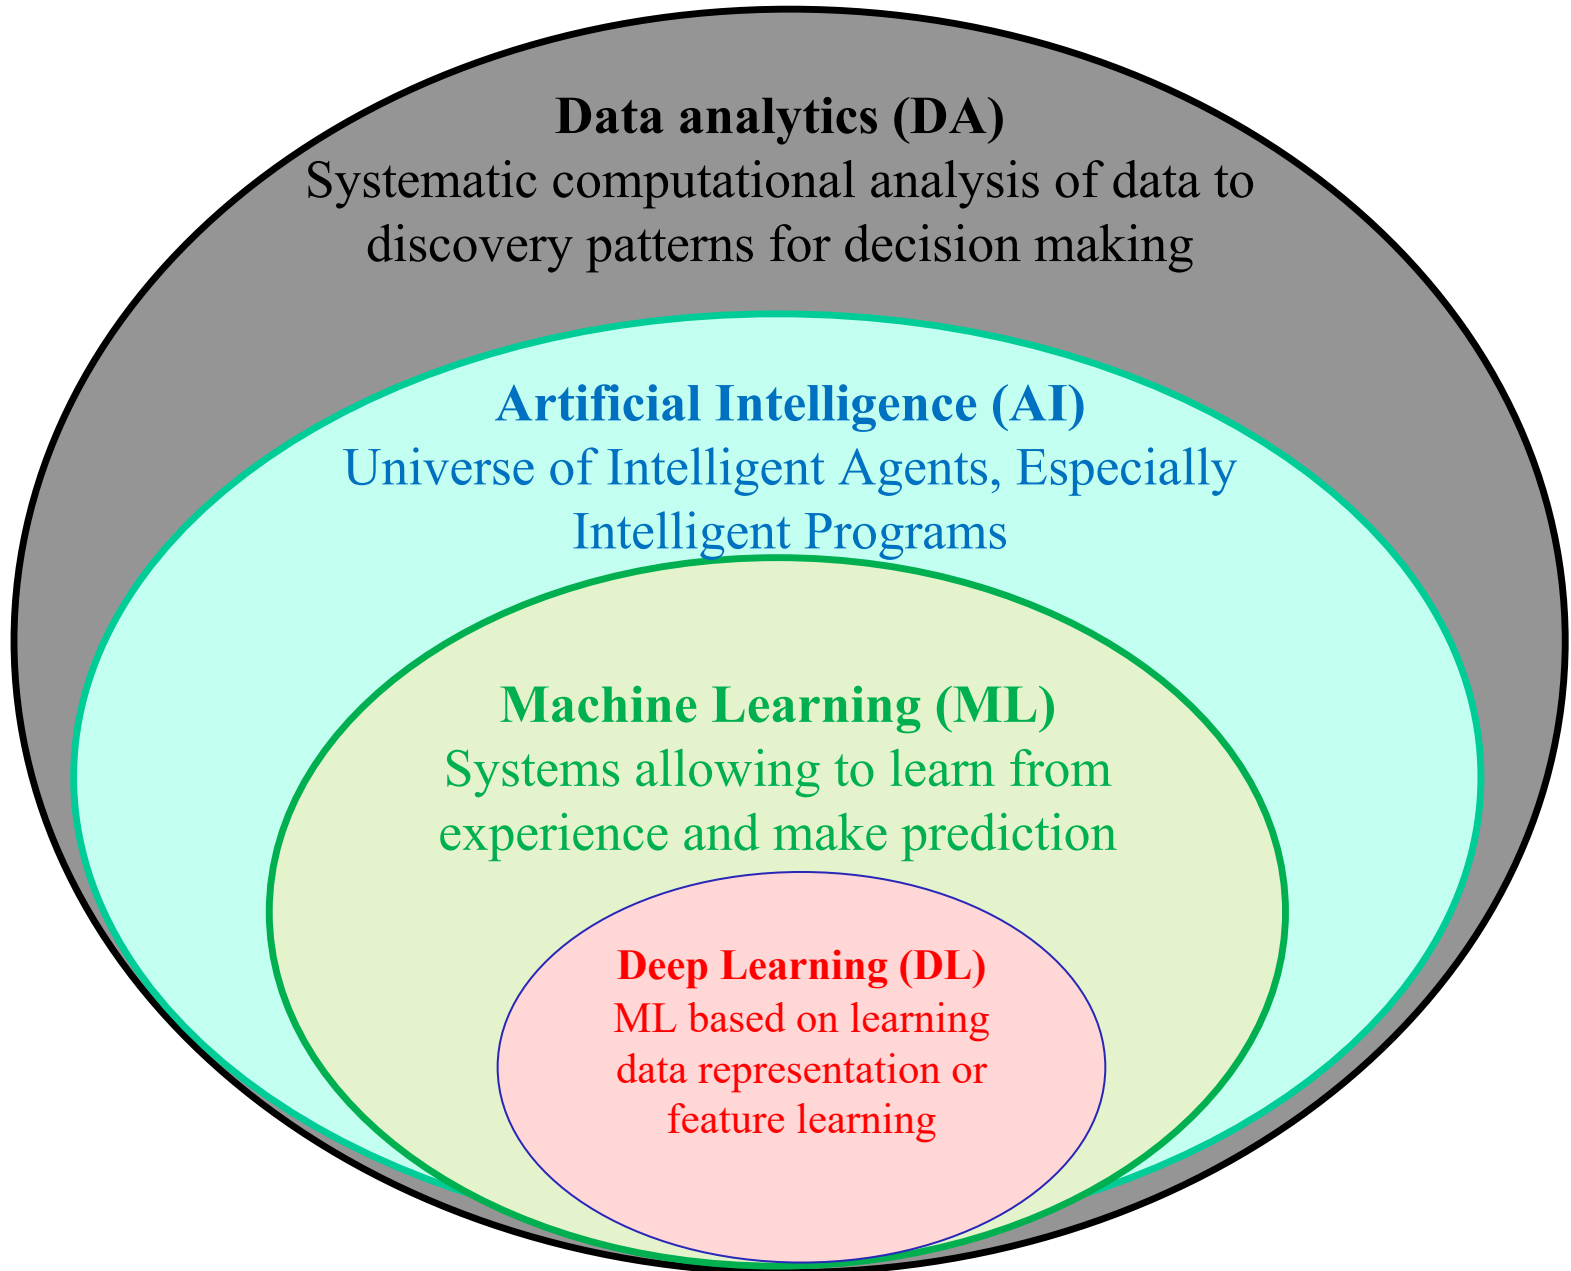 Data analytics (DA)
Systematic computational analysis of data to
discovery patterns for decision making
Artificial Intelligence (AI)
Universe of Intelligent Agents, Especially
Intelligent Programs
Machine Learning (ML)
Systems allowing to learn from
experience and make prediction
Deep Learning (DL)
ML based on learning
data representation or
feature learning